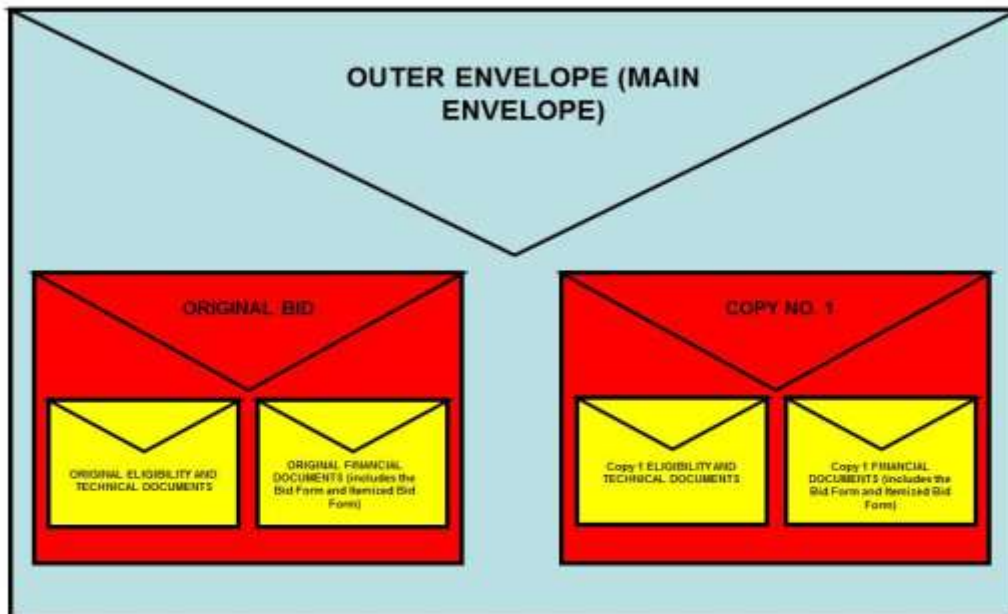 OUTER ENVELOPE (MAIN
ENVELOPE)
ORIGINAL BID
COPY NO. 1
ORIGINAL ELIGIBILITY AND
TECHNICAL DOCUMENTS
ORIGINAL FINANCIAL
DOCUMENTS (includes the
Bid Form and Itemized Bid
Form)
Copy 1 ELIGIBILITY AND
TECHNICAL DOCUMENTS
Copy 1 FINANCIAL
DOCUMENTS (includes the
Bid Form and Itemized Bid
Form)